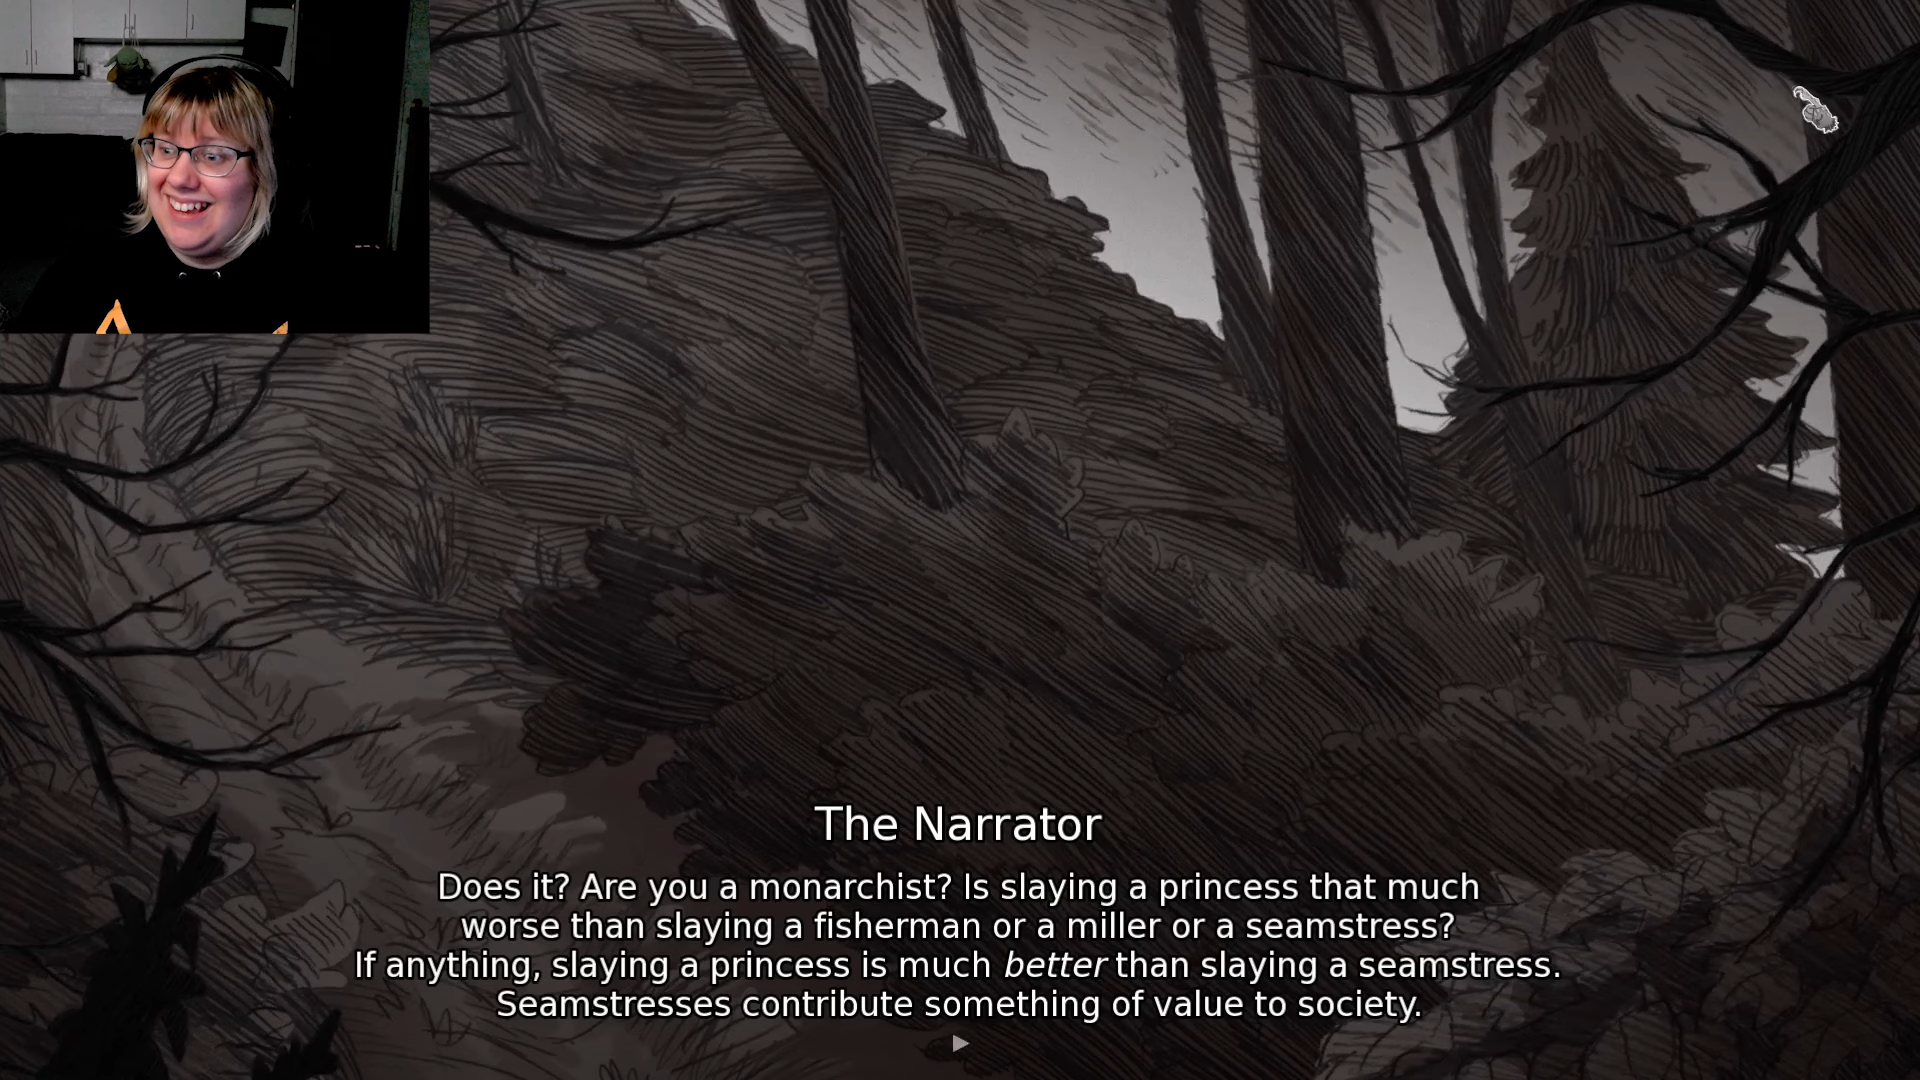 The Narrator
Does it? Are you a monarchist? Is slaying a princess that much
worse than slaying a fisherman or a miller or a seamstress?
If anything, slaying a princess is much better than slaying a seamstress.
Seamstresses contribute something of value to society.